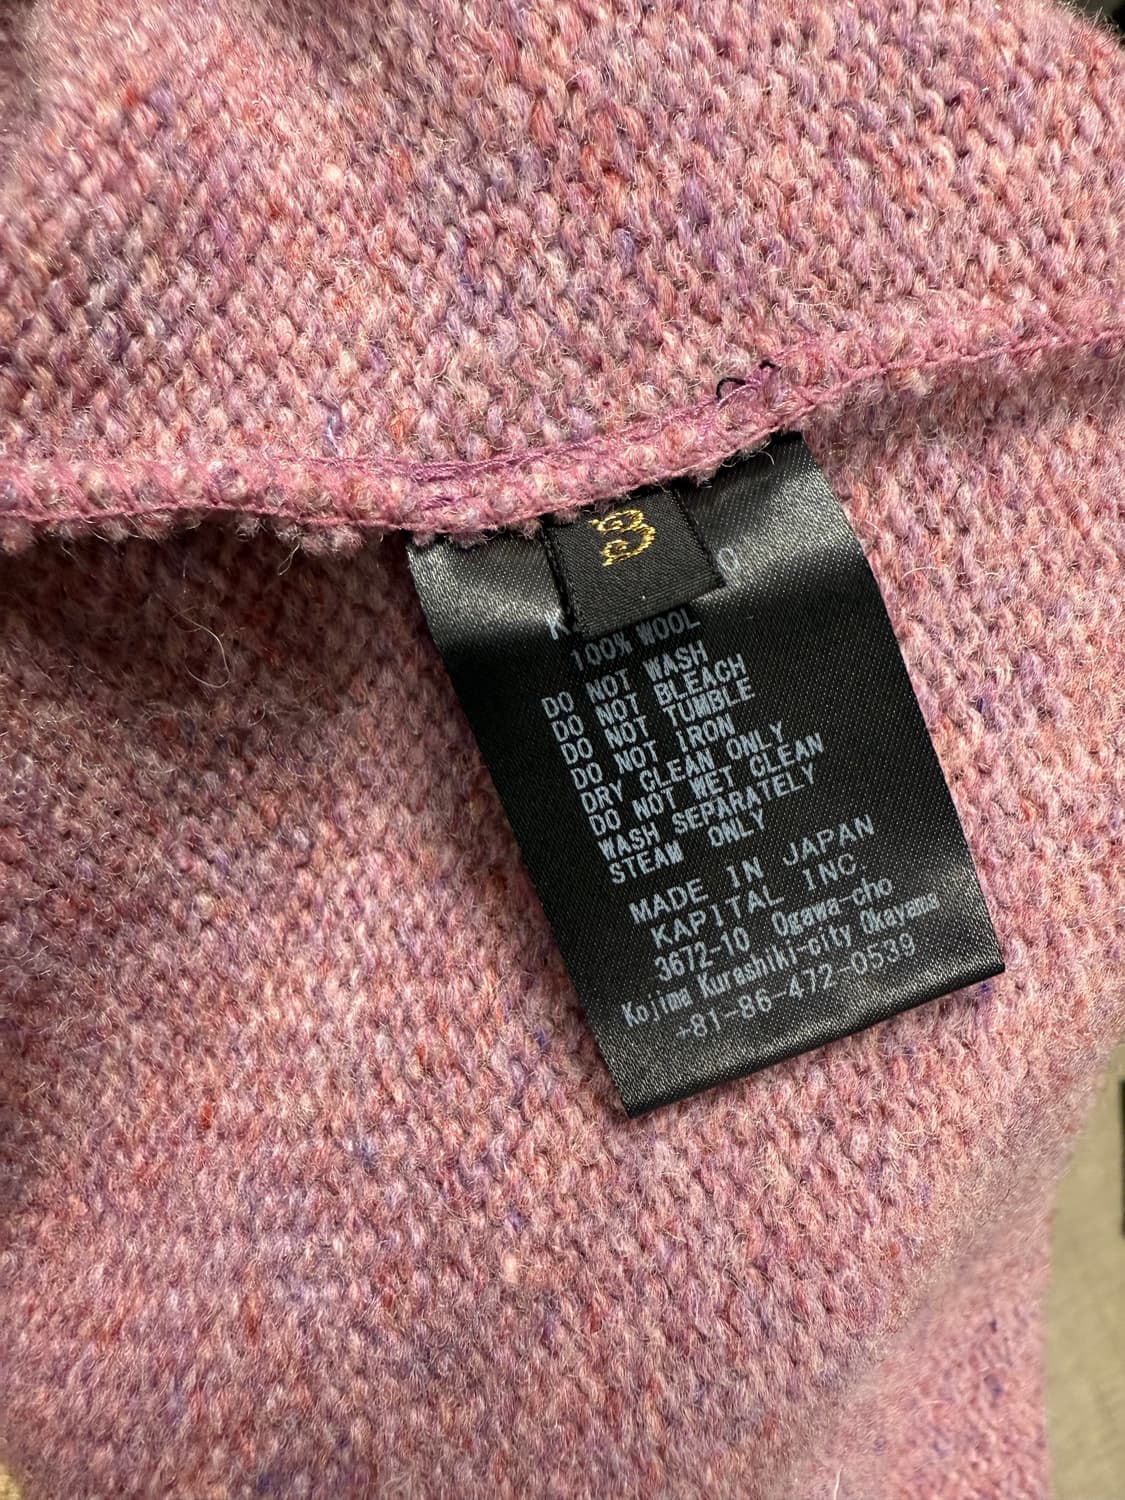 3
100% WOOL
DO NOT WASH
DO NOT BLEACH
DO NOT TUMBLE
DO NOT IRON
DRY CLEAN ONLY
DO NOT WET CLEAN
WASH SEPARATELY
STEAM ONLY
MADE IN JAPAN
KAPITAL INC.
3672-10 Ogawa-cho
Kojima Kurashiki-city Okayama
+81-86-472-0539